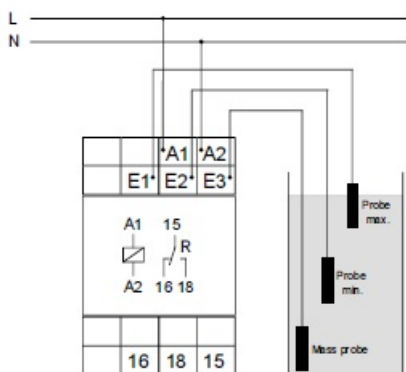 L
N
A1 A2
E1 E2 E3
A1 15
R
A2 16 18
16 18 15
Probe
max.
Probe
min.
Mass probe